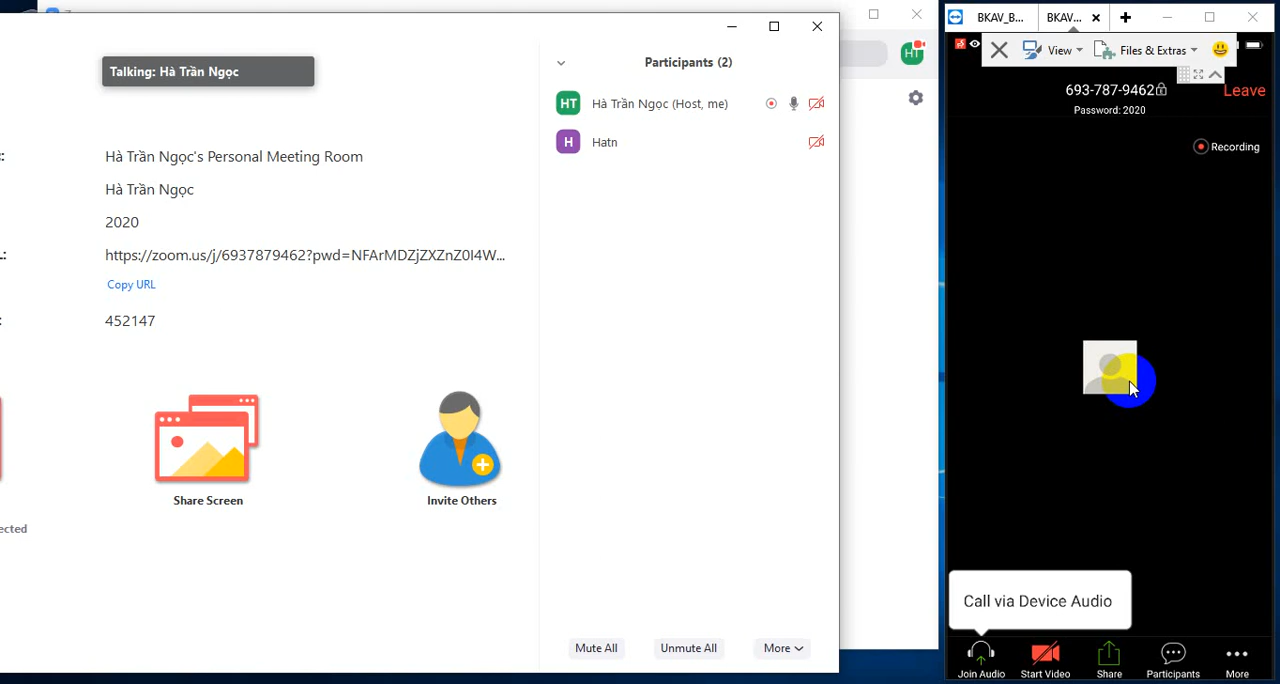 Talking: Hà Trần Ngọc
Hà Trần Ngọc's Personal Meeting Room
Hà Trần Ngọc
2020
L:
https://zoom.us/j/6937879462?pwd=NFArMDZjZXZnZ0I4W...
Copy URL
452147
Share Screen
Invite Others
ected
Participants (2)
HT
Hà Trần Ngọc (Host, me)
H
Hatn
Mute All
Unmute All
More
HT
BKAV_B...
BKAV...
View
Files & Extras
693-787-9462
Leave
Password: 2020
Recording
Call via Device Audio
Join Audio
Start Video
Share
Participants
More